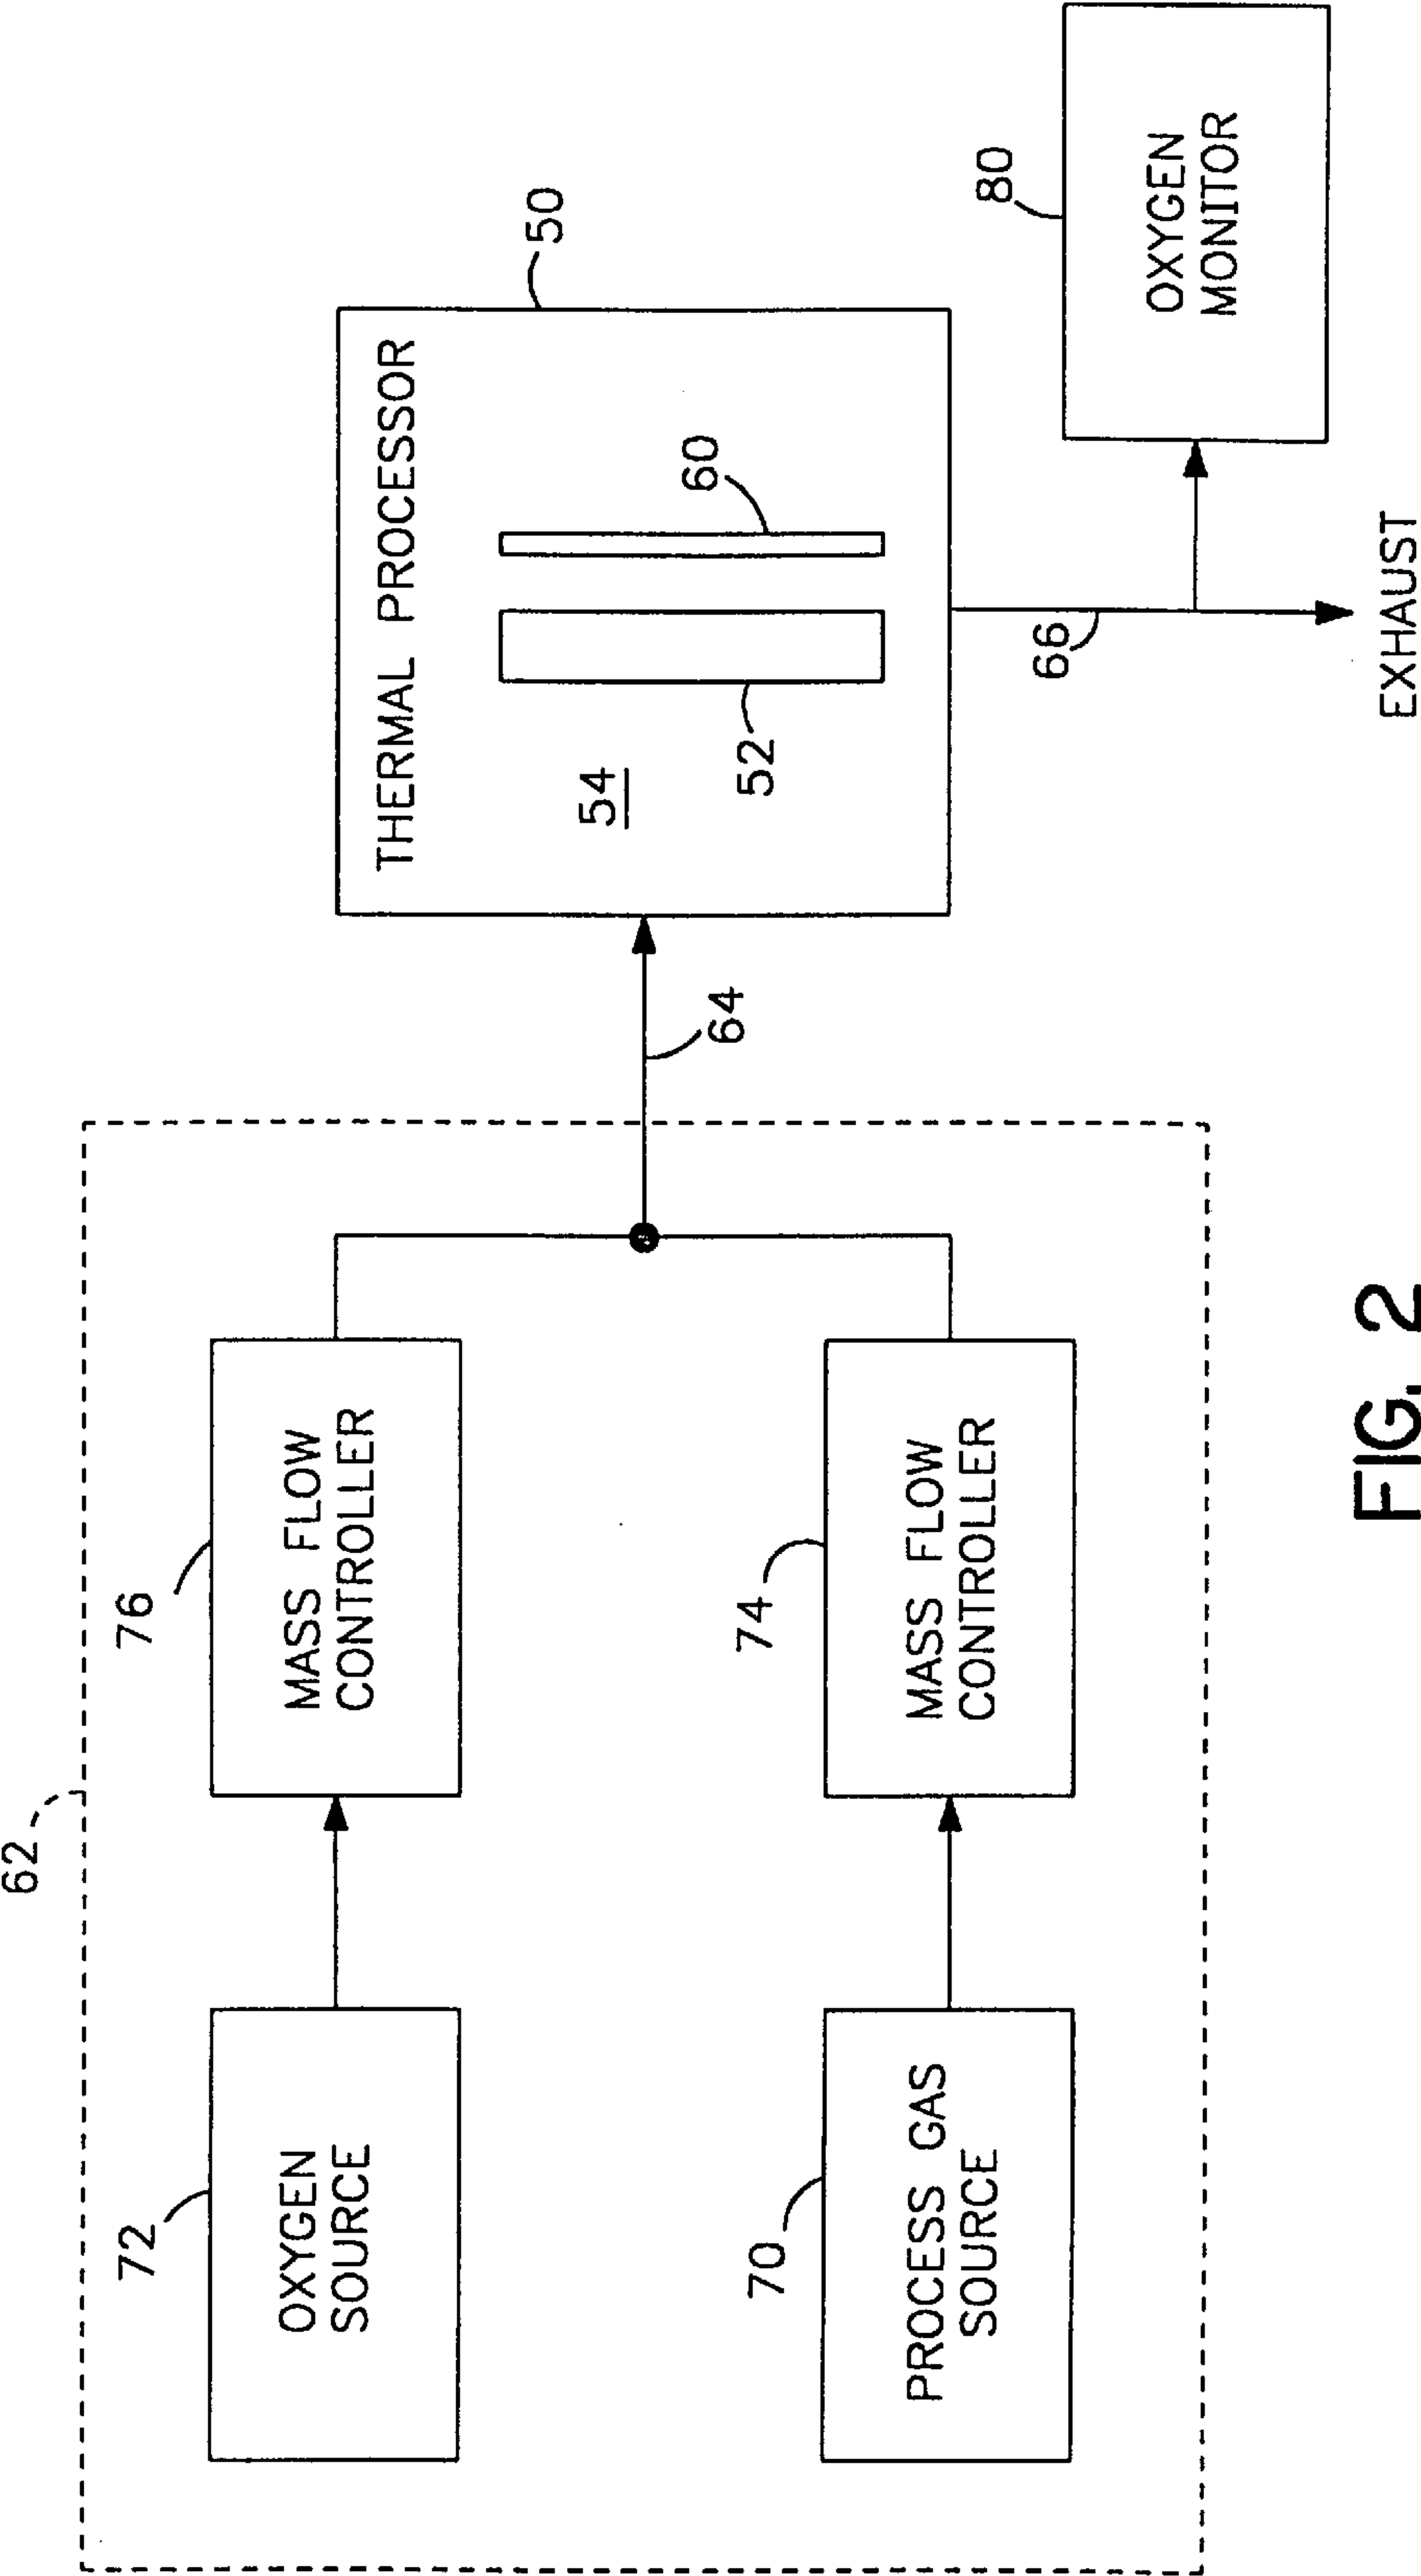 62
72
OXYGEN
SOURCE
76
MASS FLOW
CONTROLLER
70
PROCESS GAS
SOURCE
74
MASS FLOW
CONTROLLER
64
THERMAL PROCESSOR
50
54
52
60
66
EXHAUST
80
OXYGEN
MONITOR
FIG. 2